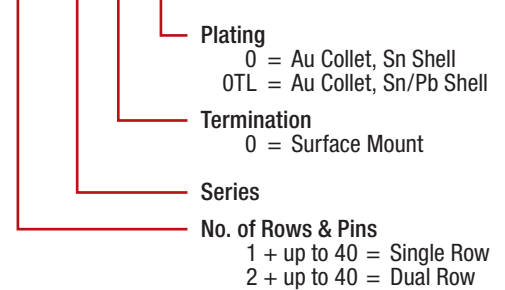 Plating
0 = Au Collet, Sn Shell
0TL = Au Collet, Sn/Pb Shell
Termination
0 = Surface Mount
Series
No. of Rows & Pins
1 + up to 40 = Single Row
2 + up to 40 = Dual Row